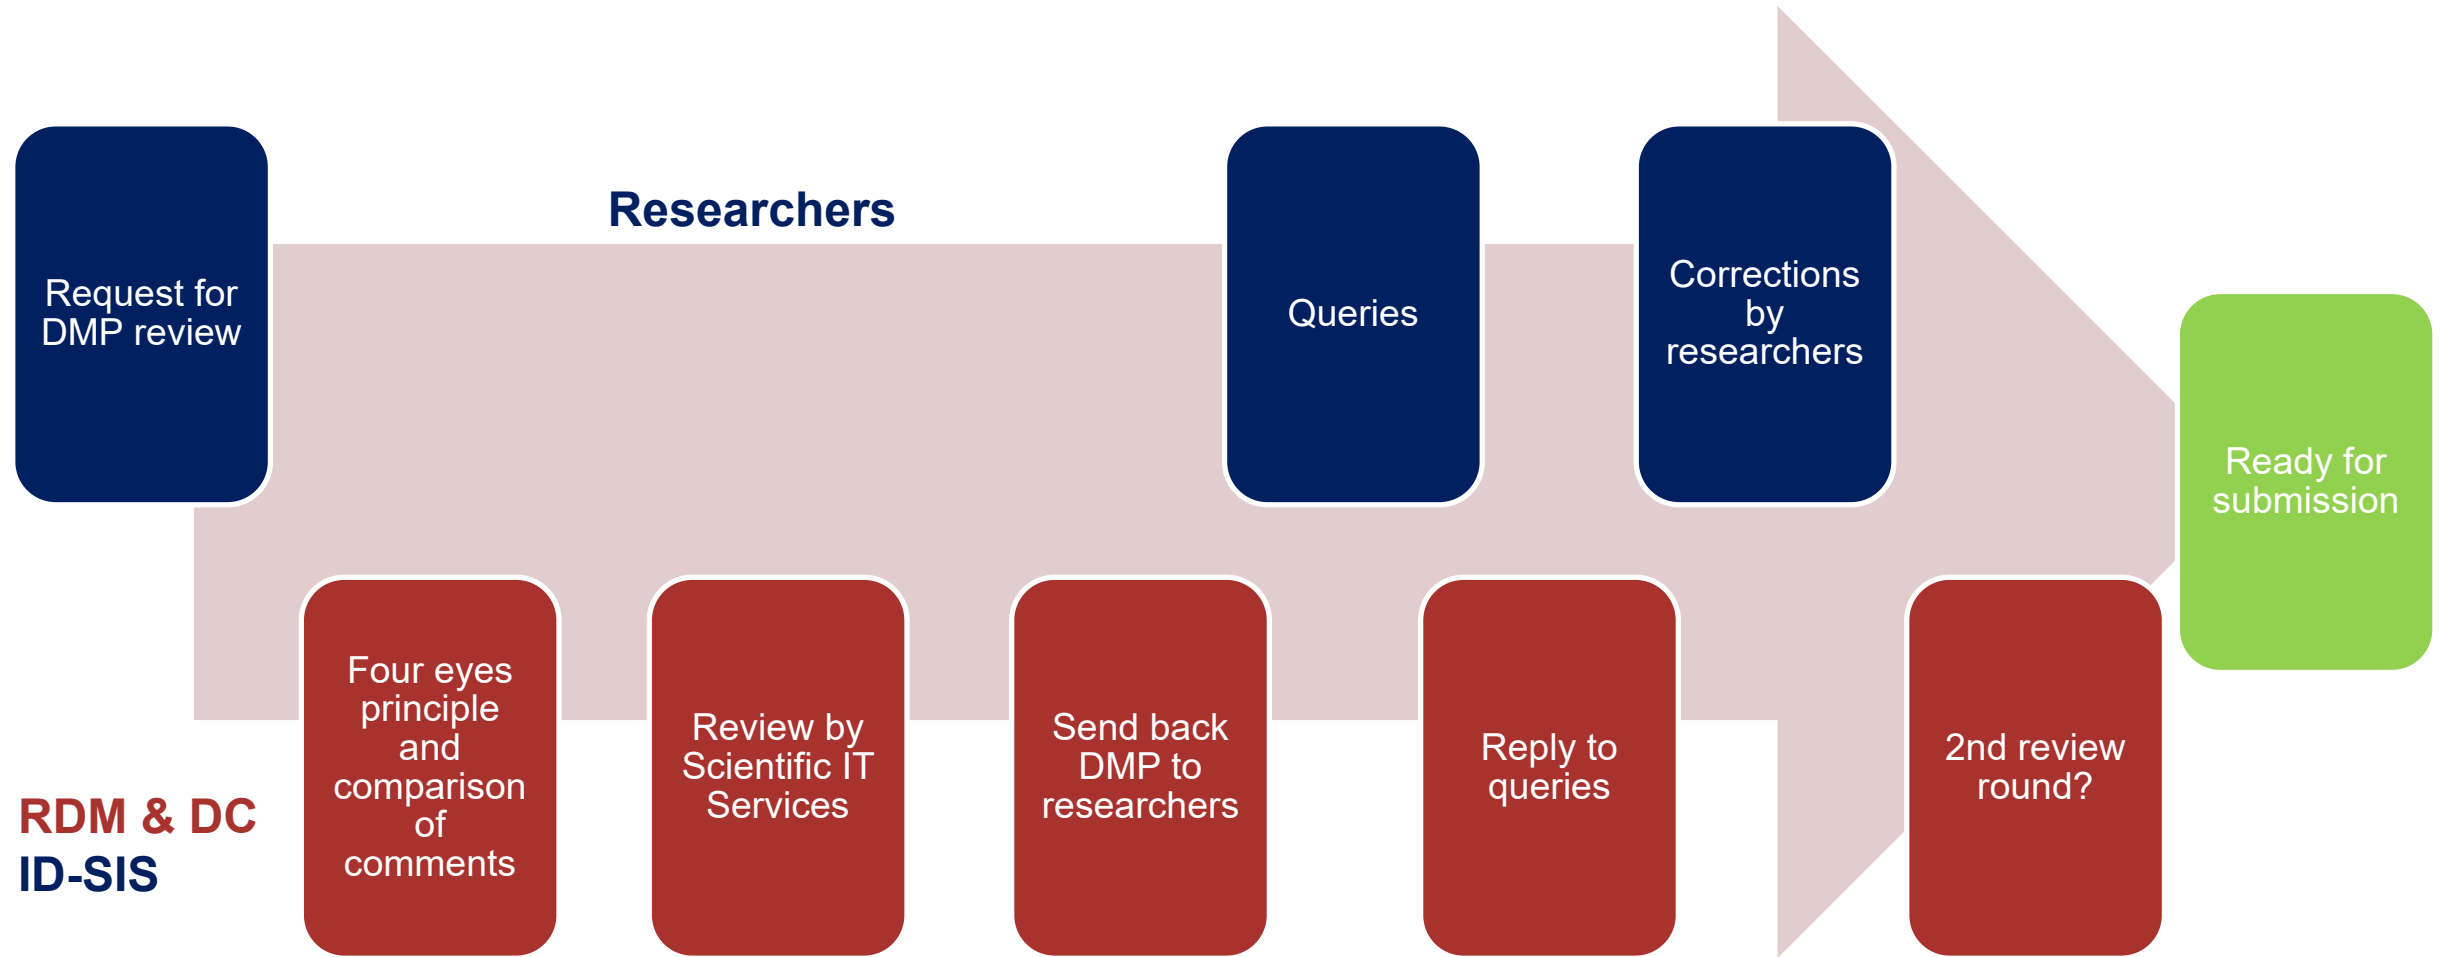 Researchers
Request for
DMP review
Queries
Corrections
by
researchers
Ready for
submission
Four eyes
principle
and
comparison
of
comments
Review by
Scientific IT
Services
Send back
DMP to
researchers
Reply to
queries
2nd review
round?
RDM & DC
ID-SIS